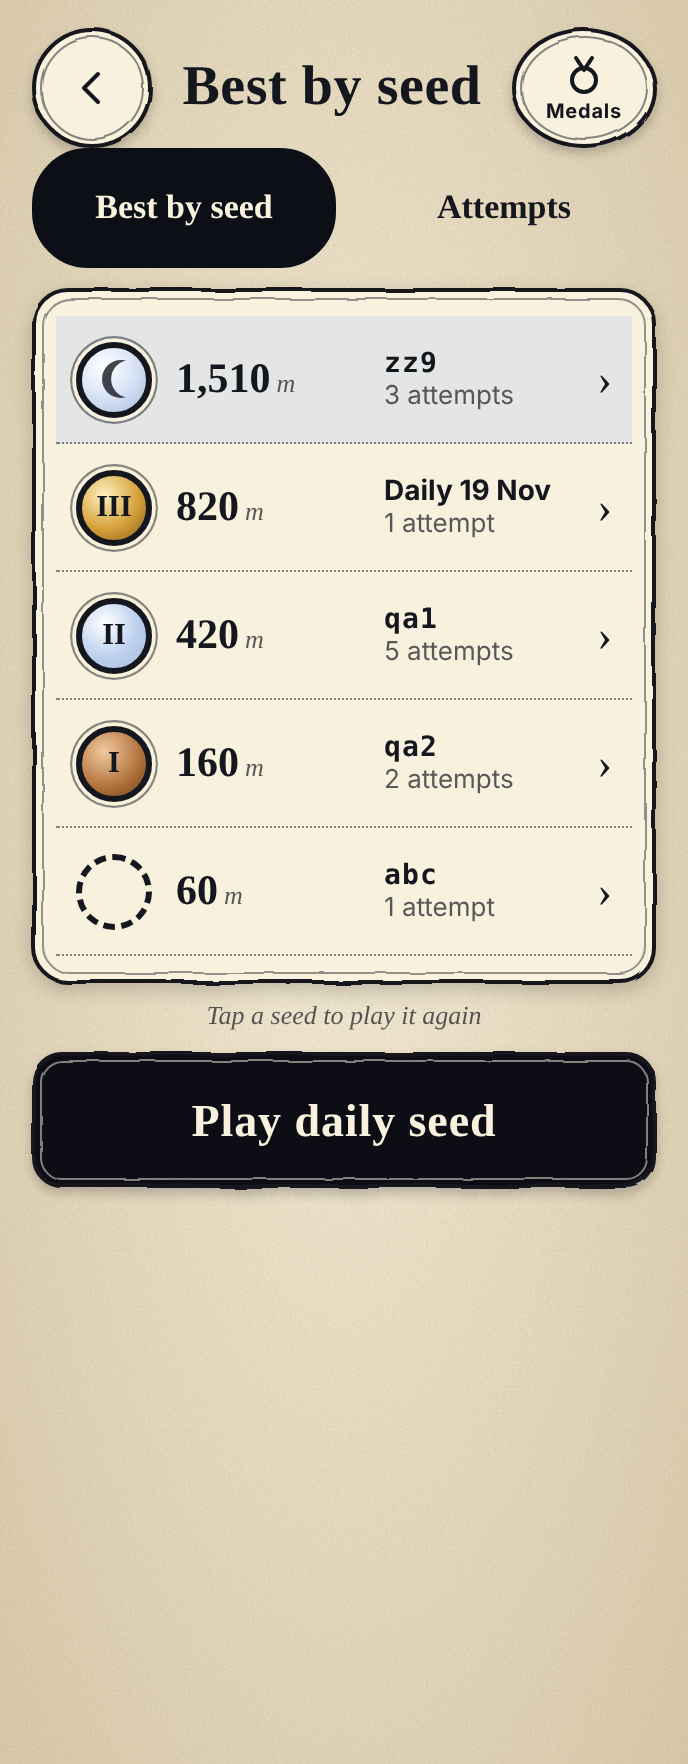 Best by seed
Medals
Best by seed
Attempts
1,510 m
zz9
3 attempts
III
820 m
Daily 19 Nov
1 attempt
II
420 m
qa1
5 attempts
I
160 m
qa2
2 attempts
60 m
abc
1 attempt
Tap a seed to play it again
Play daily seed